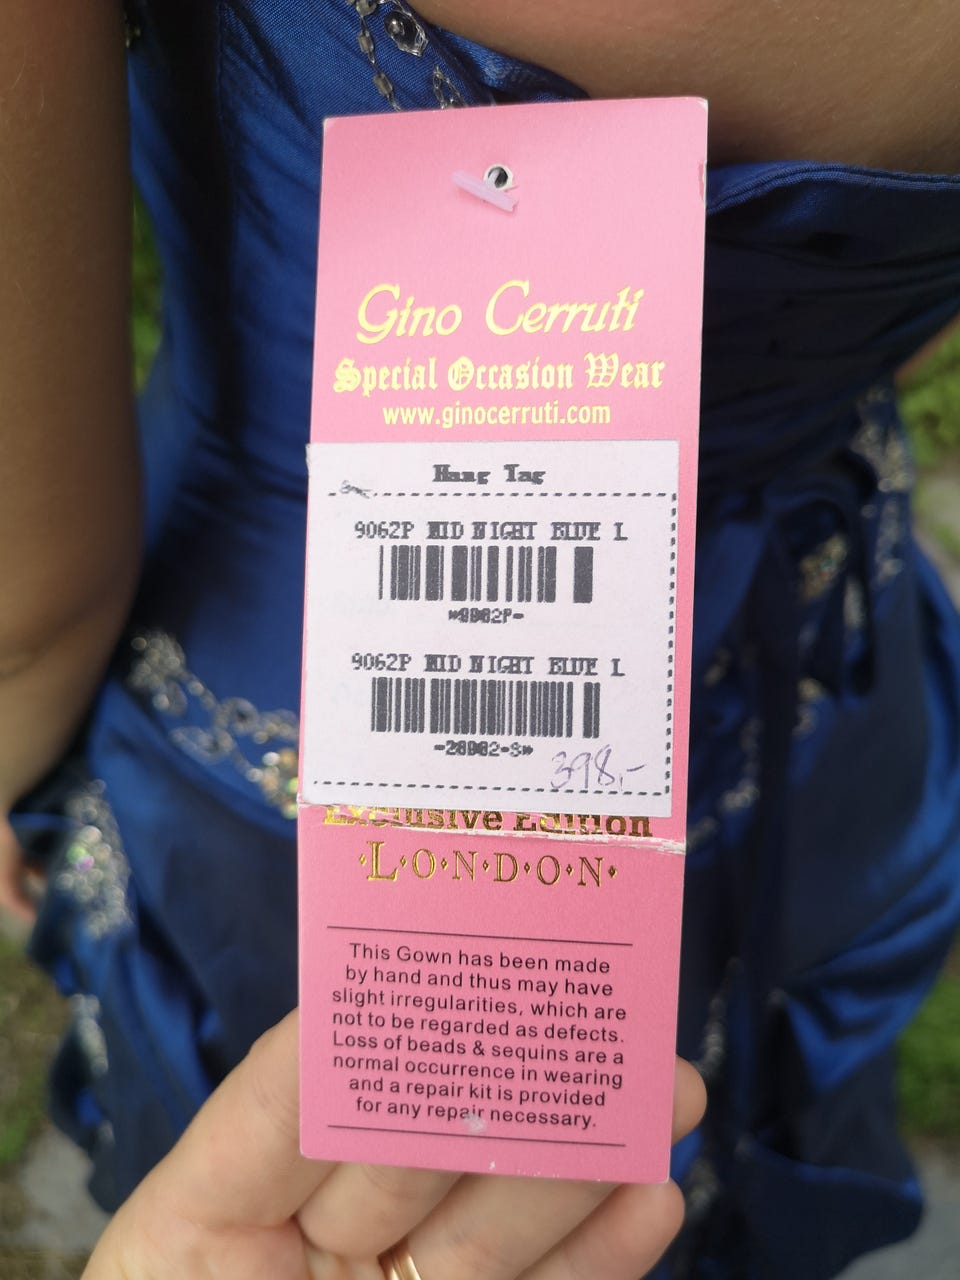 Gino Cerruti
Special Occasion Wear
www.ginocerruti.com
Hang Tag
9062P MID NIGHT BLUE L
9062P MID NIGHT BLUE L
398,-
Exclusive Edition
L·O·N·D·O·N
This Gown has been made
by hand and thus may have
slight irregularities, which are
not to be regarded as defects.
Loss of beads & sequins are a
normal occurrence in wearing
and a repair kit is provided
for any repair necessary.